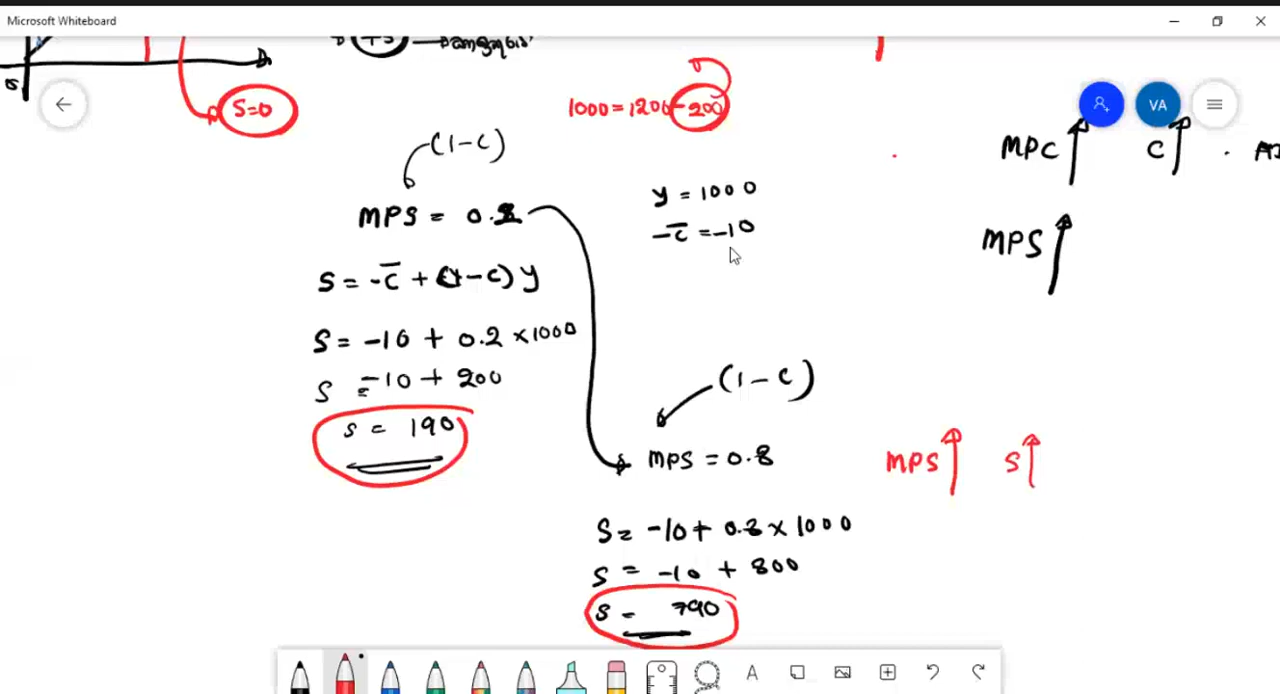 Microsoft Whiteboard
S=0
1000 = 1200 - 200
VA
(1-C)
MPC C
MPS = 0.2
y = 1000
-C̅ = -10
MPS
S = -C̅ + (1-C) y
S = -10 + 0.2 × 1000
S = -10 + 200
S = 190
(1-C)
MPS = 0.8
MPS S
S = -10 + 0.8 × 1000
S = -10 + 800
S = 790
A